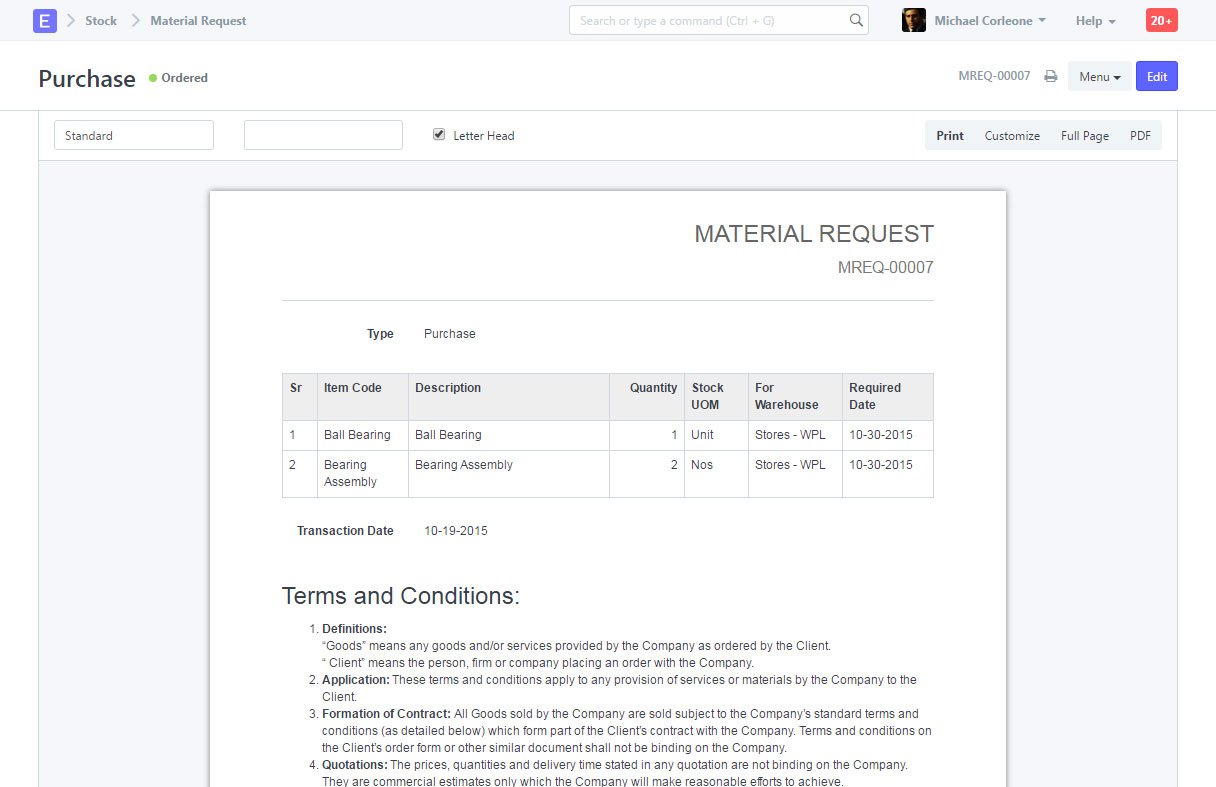 E Stock Material Request Search or type a command (Ctrl + G) Michael Corleone Help 20+
Purchase Ordered MREQ-00007 Menu Edit
Standard Letter Head Print Customize Full Page PDF
MATERIAL REQUEST
MREQ-00007
Type Purchase
Sr Item Code Description Quantity Stock UOM For Warehouse Required Date
1 Ball Bearing Ball Bearing 1 Unit Stores - WPL 10-30-2015
2 Bearing Assembly Bearing Assembly 2 Nos Stores - WPL 10-30-2015
Transaction Date 10-19-2015
Terms and Conditions:
1. Definitions:
“Goods” means any goods and/or services provided by the Company as ordered by the Client.
“ Client” means the person, firm or company placing an order with the Company.
2. Application: These terms and conditions apply to any provision of services or materials by the Company to the
Client.
3. Formation of Contract: All Goods sold by the Company are sold subject to the Company’s standard terms and
conditions (as detailed below) which form part of the Client’s contract with the Company. Terms and conditions on
the Client’s order form or other similar document shall not be binding on the Company.
4. Quotations: The prices, quantities and delivery time stated in any quotation are not binding on the Company.
They are commercial estimates only which the Company will make reasonable efforts to achieve.